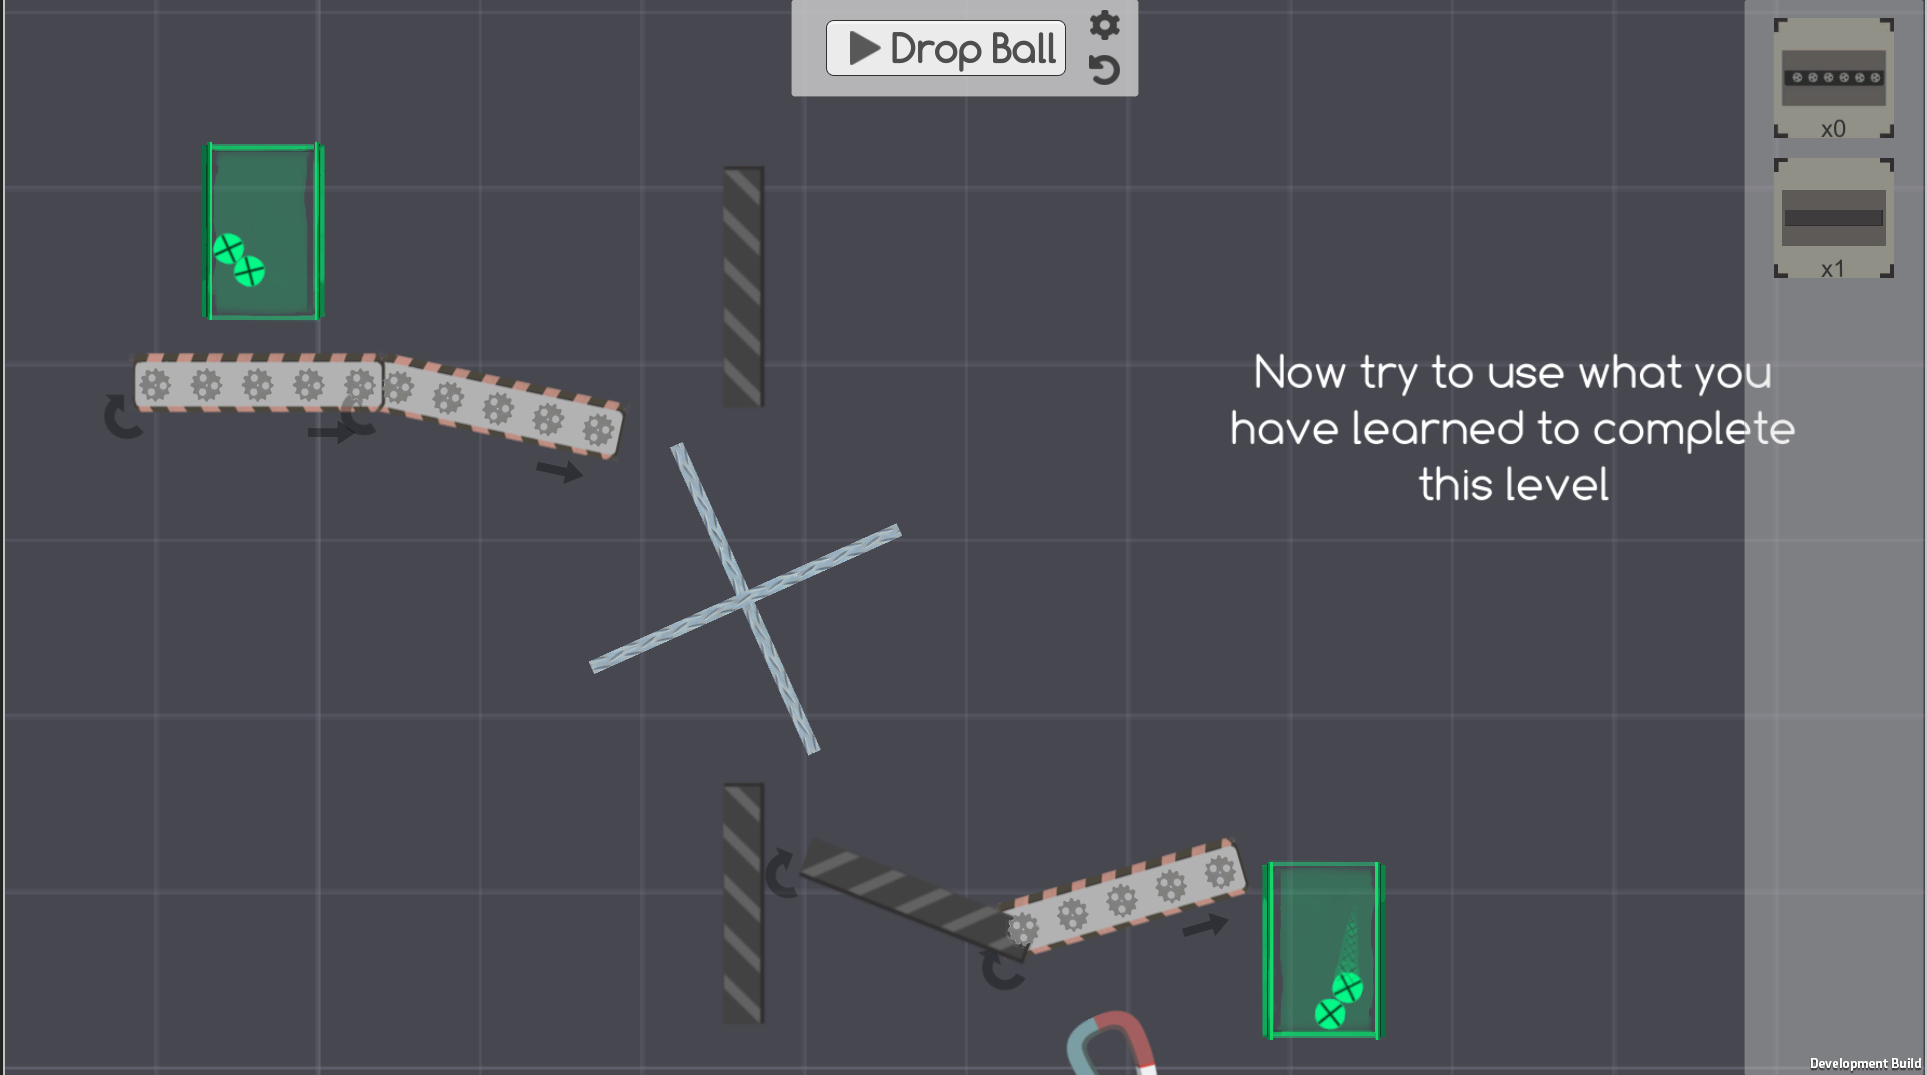 Drop Ball
x0
x1
Now try to use what you
have learned to complete
this level
Development Build